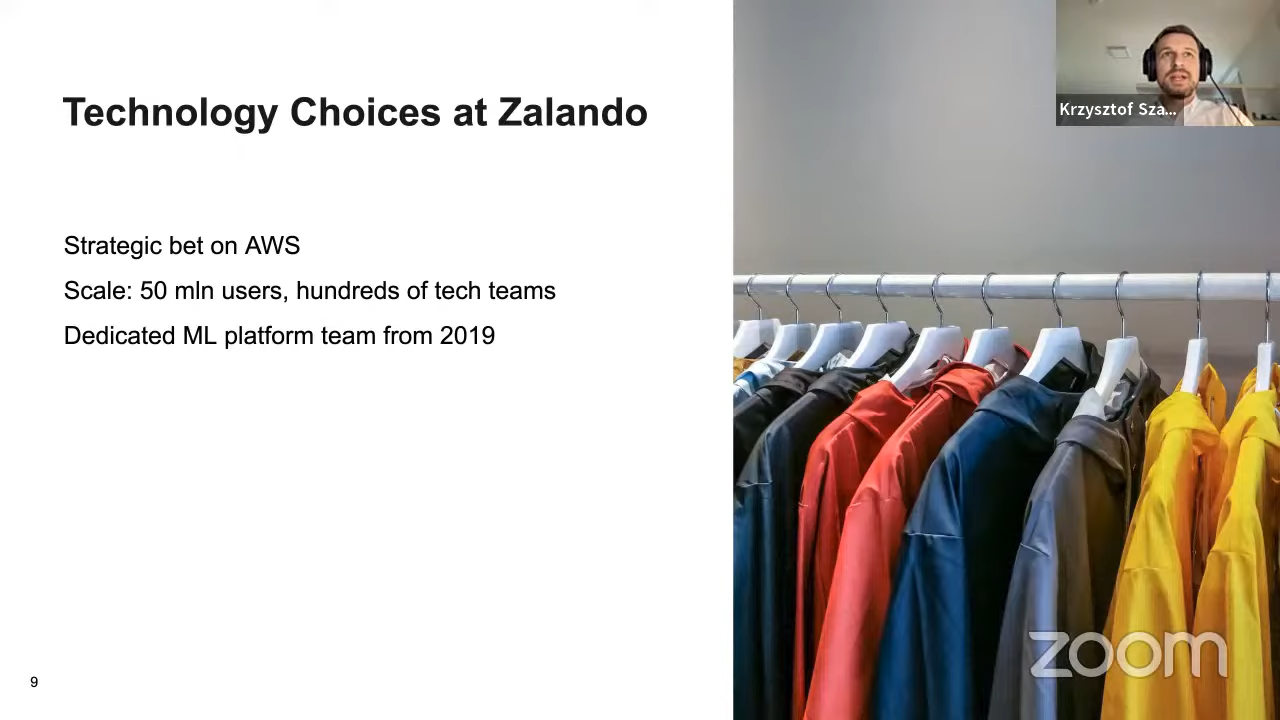 Technology Choices at Zalando
Krzysztof Sza...
Strategic bet on AWS
Scale: 50 mln users, hundreds of tech teams
Dedicated ML platform team from 2019
zoom
9